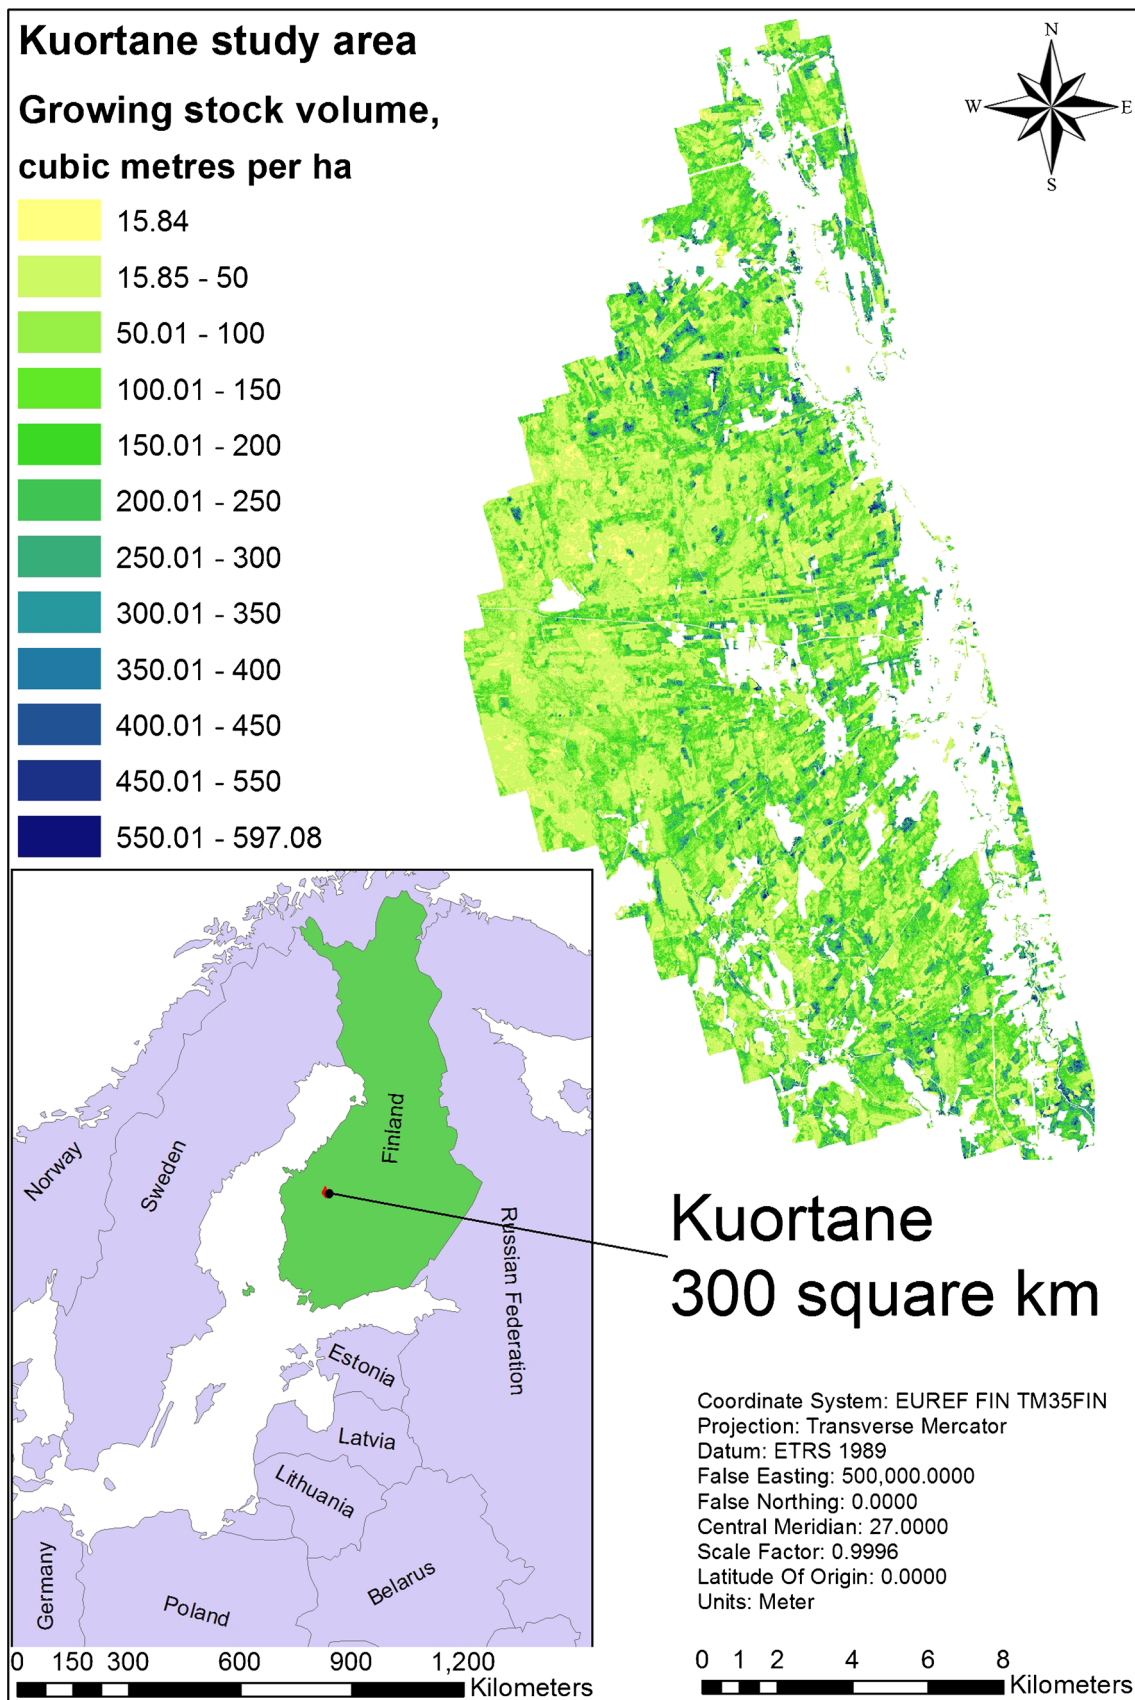 Kuortane study area
Growing stock volume,
cubic metres per ha
15.84
15.85 - 50
50.01 - 100
100.01 - 150
150.01 - 200
200.01 - 250
250.01 - 300
300.01 - 350
350.01 - 400
400.01 - 450
450.01 - 550
550.01 - 597.08
N
W
E
S
Norway
Sweden
Finland
Russian Federation
Estonia
Latvia
Lithuania
Belarus
Poland
Germany
0 150 300 600 900 1,200
Kilometers
Kuortane
300 square km
Coordinate System: EUREF FIN TM35FIN
Projection: Transverse Mercator
Datum: ETRS 1989
False Easting: 500,000.0000
False Northing: 0.0000
Central Meridian: 27.0000
Scale Factor: 0.9996
Latitude Of Origin: 0.0000
Units: Meter
0 1 2 4 6 8
Kilometers